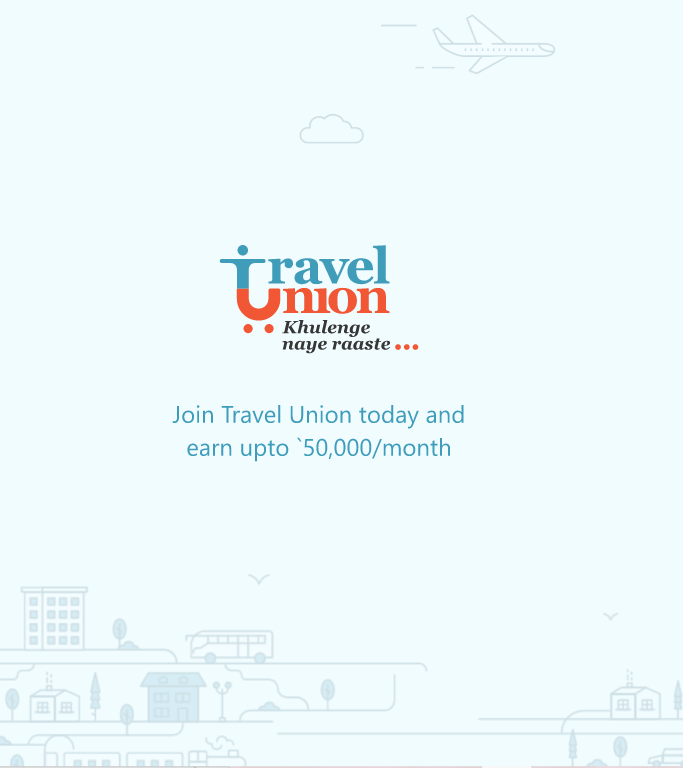 travel
union
Khulenge
naye raaste ...
Join Travel Union today and
earn upto `50,000/month